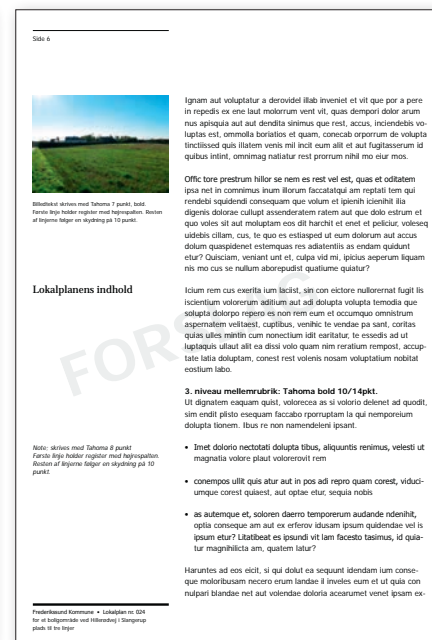 Side 6
Ignam aut voluptatur a derovidel illab inveniet et vit que por a pere
in repedis ex ene laut molorrum vent vit, quas dempori dolor arum
nus apisquia aut aut dendita sinimus que rest, accus, inciendebis vo-
luptas est, ommolla boriatios et quam, conecab orporrum de volupta
tinctiissed quis illatem venis mil incit eum alit et aut fugitasserum id
quibus intint, omnimag natiatur rest prorrum nihil mo eiur mos.
Billedtekst skrives med Tahoma 7 punkt, bold.
Første linje holder register med højrespalten. Resten
af linjerne følger en skydning på 10 punkt.
Offic tore prestrum hillor se nem es rest vel est, quas et oditatem
ipsa net in comnimus inum illorum faccatatqui am reptati tem qui
rendebi squidendi consequam que volum et ipienih icienihit ilia
digenis dolorae cullupt assenderatem ratem aut que dolo estrum et
quo voles sit aut moluptam eos dit harchit et enet et peliciur, volesequ
uidebis cillam, cus, te quo es estiasped ut eum dolorum aut accus
dolum quaspidenet estemquas res adiatentiis as endam quidunt
etur? Quisciam, veniant unt et, culpa vid mi, ipicius aeperum liquam
nis mo cus se nullum aborepudist quatiume quiatur?
Lokalplanens indhold
Icium rem cus exerita ium laciist, sin con eictore nullorernat fugit lis
iscientium volorerum aditium aut adi dolupta volupta temodia que
solupta dolorpo repero es non rem eum et occumquo omnistrum
aspernatem velitaest, cuptibus, venihic te vendae pa sant, coritas
quias ulles mintin cum nonectium idit earitatur, te essedis ad ut
luptaquis ullaut alit ea dissi volo quam nim reratium rempost, accup-
tate latia doluptam, conest rest volenis nosam voluptatium nobitat
eostium labo.
FORSLAG
3. niveau mellemrubrik: Tahoma bold 10/14pkt.
Ut dignatem eaquam quist, volorecea as si volorio delenet ad quodit,
sim endit plisto esequam faccabo rporruptam la qui nemporeium
dolupta tionem. Ibus re non namendeleni ipsant.
Note: skrives med Tahoma 8 punkt
Første linje holder register med højrespalten.
Resten af linjerne følger en skydning på 10
punkt.
• Imet dolorio nectotati dolupta tibus, aliquuntis renimus, velesti ut
magnatia volore plaut volorerovit rem
• conempos ullit quis atur aut in pos adi repro quam corest, viduci-
umque corest quiaest, aut optae etur, sequia nobis
• as autemque et, soloren daerro temporerum audande ndenihit,
optia conseque am aut ex erferov idusam ipsum quidendae vel is
ipsum etur? Litatibeat es ipsundi vit lam facesto tasimus, id quia-
tur magnihilicta am, quatem latur?
Haruntes ad eos eicit, si qui dolut ea sequunt idendam ium conse-
que moloribusam necero erum landae il inveles eum et ut quia con
nulpari blandae net aut volendae doloria acearumet venet ipsam ex-
Frederikssund Kommune • Lokalplan nr. 024
for et boligområde ved Hillerødvej i Slangerup
plads til tre linjer